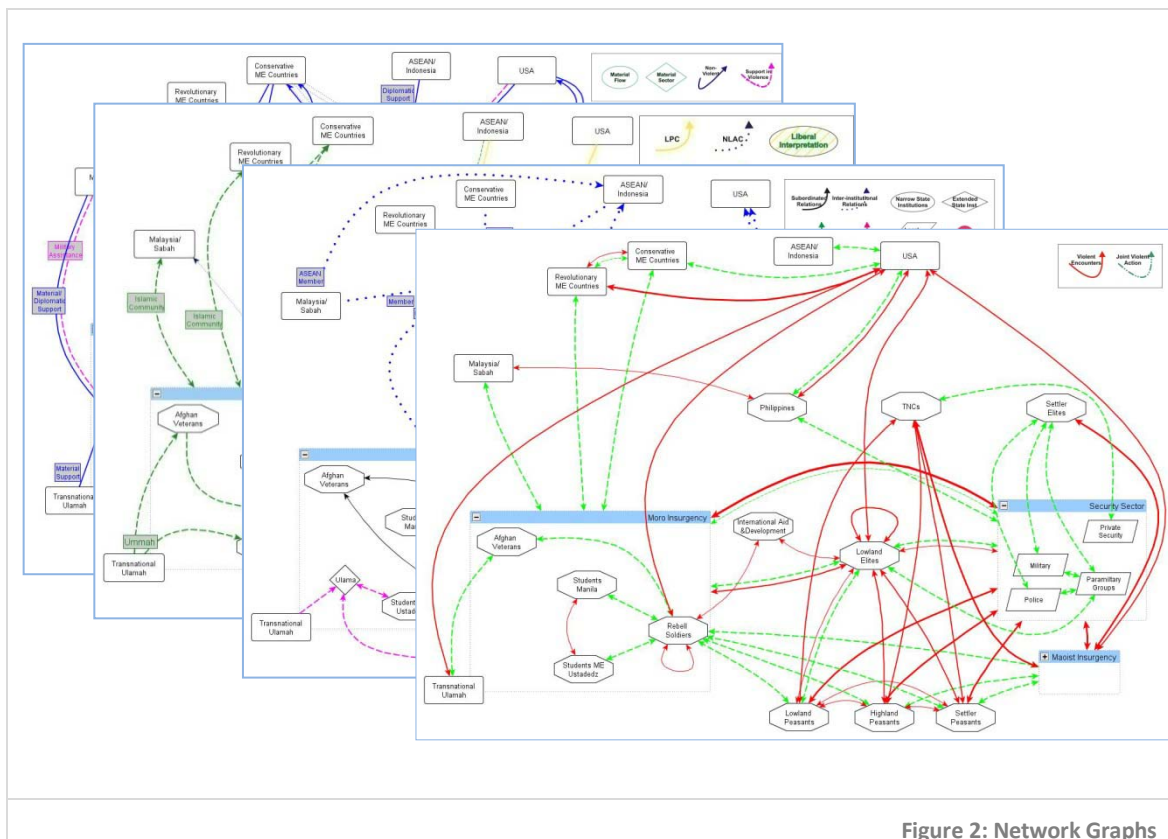 Conservative
ME Countries
ASEAN/
Indonesia
USA
Revolutionary
ME Countries
Diplomatic
Support
Material
Flow
Material
Sector
Non-
Violent
Support in
Violence
Military
Assistance
Material/
Diplomatic
Support
Material
Support
Transnational
Ulamah
Conservative
ME Countries
ASEAN/
Indonesia
USA
Revolutionary
ME Countries
LPC
NLAC
Liberal
Interpretation
Malaysia/
Sabah
Islamic
Community
Islamic
Community
Afghan
Veterans
Ummah
Transnational
Ulamah
Conservative
ME Countries
ASEAN/
Indonesia
USA
Revolutionary
ME Countries
Subordinated
Relations
Inter-institutional
Relations
Narrow State
Institutions
Extended
State Inst.
ASEAN
Member
Malaysia/
Sabah
Member
Afghan
Veterans
Ulama
Transnational
Ulamah
Conservative
ME Countries
ASEAN/
Indonesia
USA
Revolutionary
ME Countries
Violent
Encounters
Joint Violent
Action
Malaysia/
Sabah
Philippines
TNCs
Settler
Elites
Moro Insurgency
Security Sector
Afghan
Veterans
International Aid
&Development
Lowland
Elites
Private
Security
Military
Paramiltary
Groups
Police
Students
Manila
Rebell
Soldiers
Students ME
Ustadedz
Maoist Insurgency
Transnational
Ulamah
Lowland
Peasants
Highland
Peasants
Settler
Peasants
Figure 2: Network Graphs